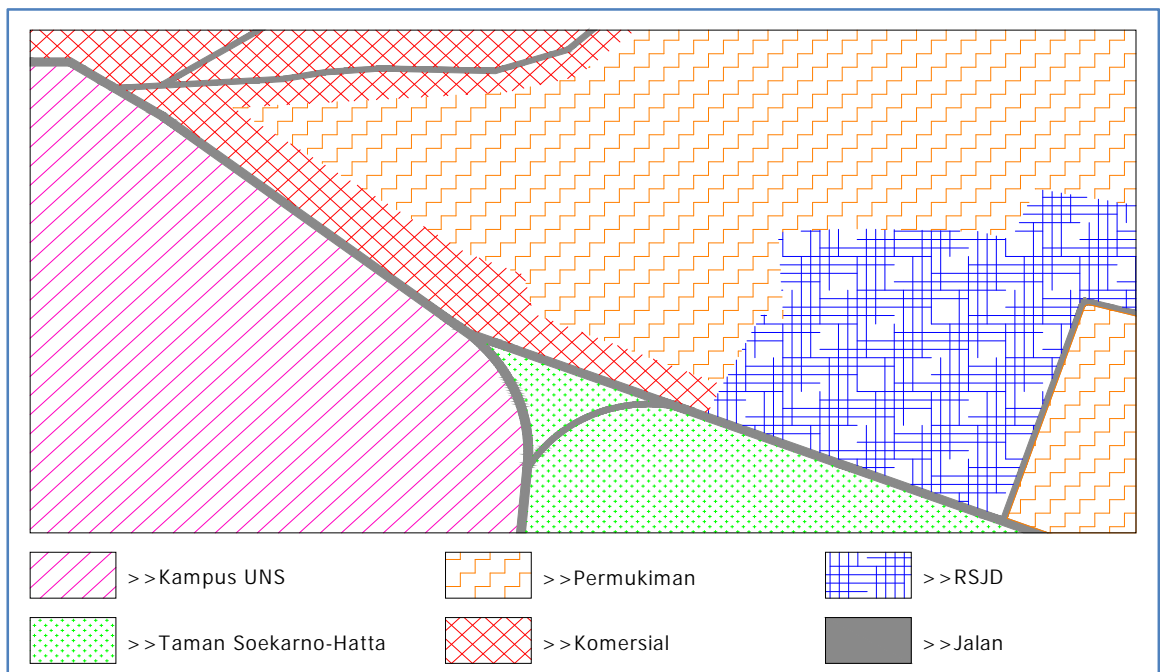 >>Kampus UNS
>>Permukiman
>>RSJD
>>Taman Soekarno-Hatta
>>Komersial
>>Jalan